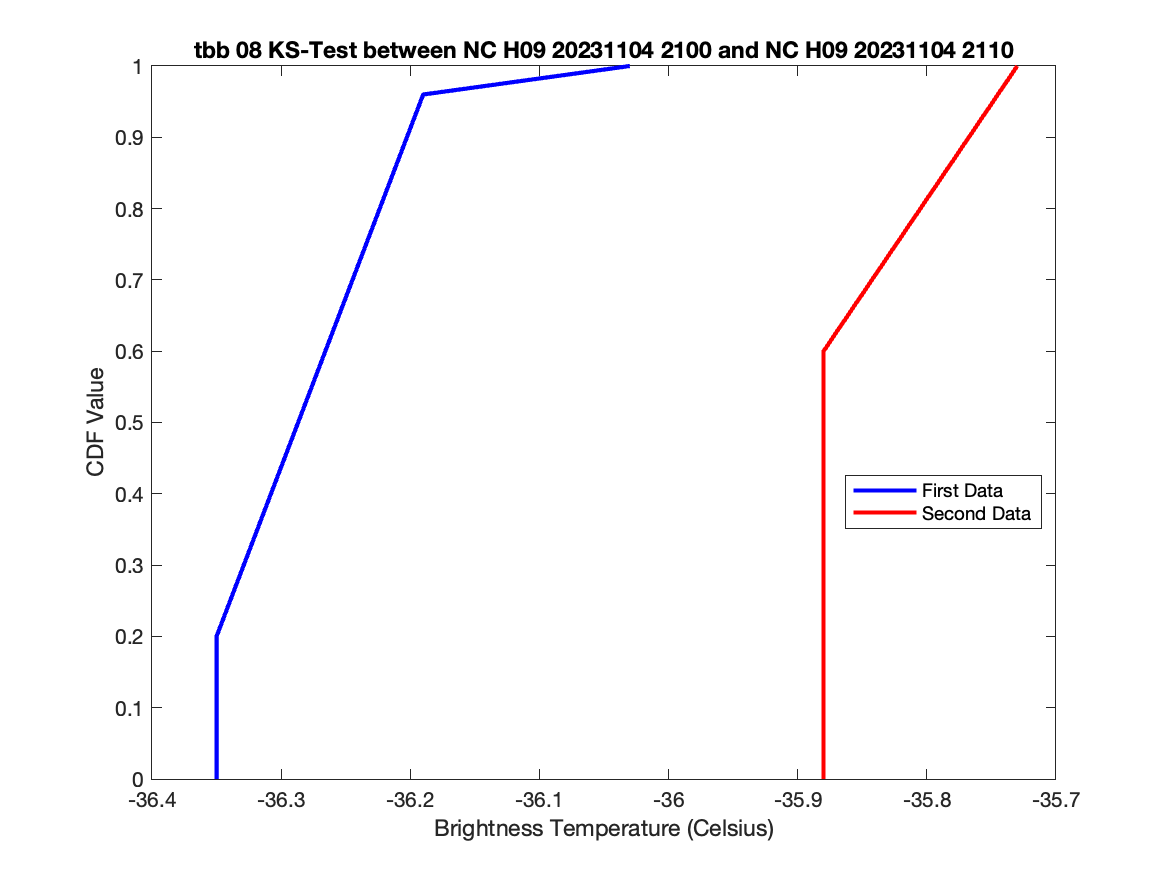 tbb 08 KS-Test between NC H09 20231104 2100 and NC H09 20231104 2110
1
0.9
0.8
0.7
0.6
0.5
0.4
0.3
0.2
0.1
0
CDF Value
First Data
Second Data
-36.4 -36.3 -36.2 -36.1 -36 -35.9 -35.8 -35.7
Brightness Temperature (Celsius)